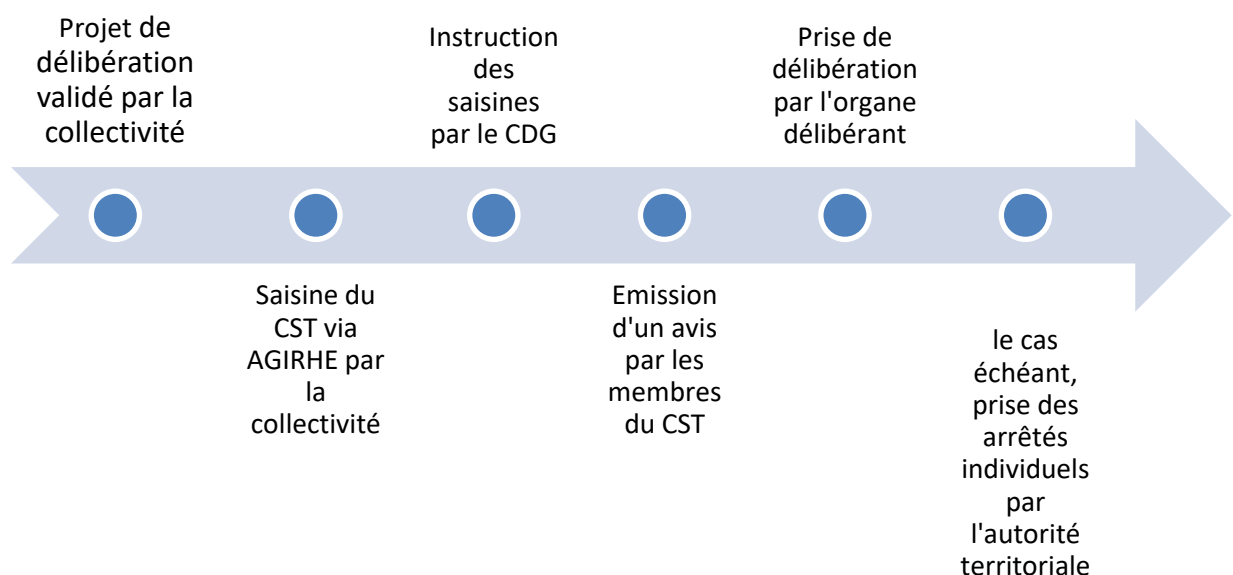 Projet de
délibération
validé par la
collectivité
Saisine du
CST via
AGIRHE par
la
collectivité
Instruction
des
saisines
par le CDG
Emission
d'un avis
par les
membres
du CST
Prise de
délibération
par l'organe
délibérant
le cas
échéant,
prise des
arrêtés
individuels
par
l'autorité
territoriale